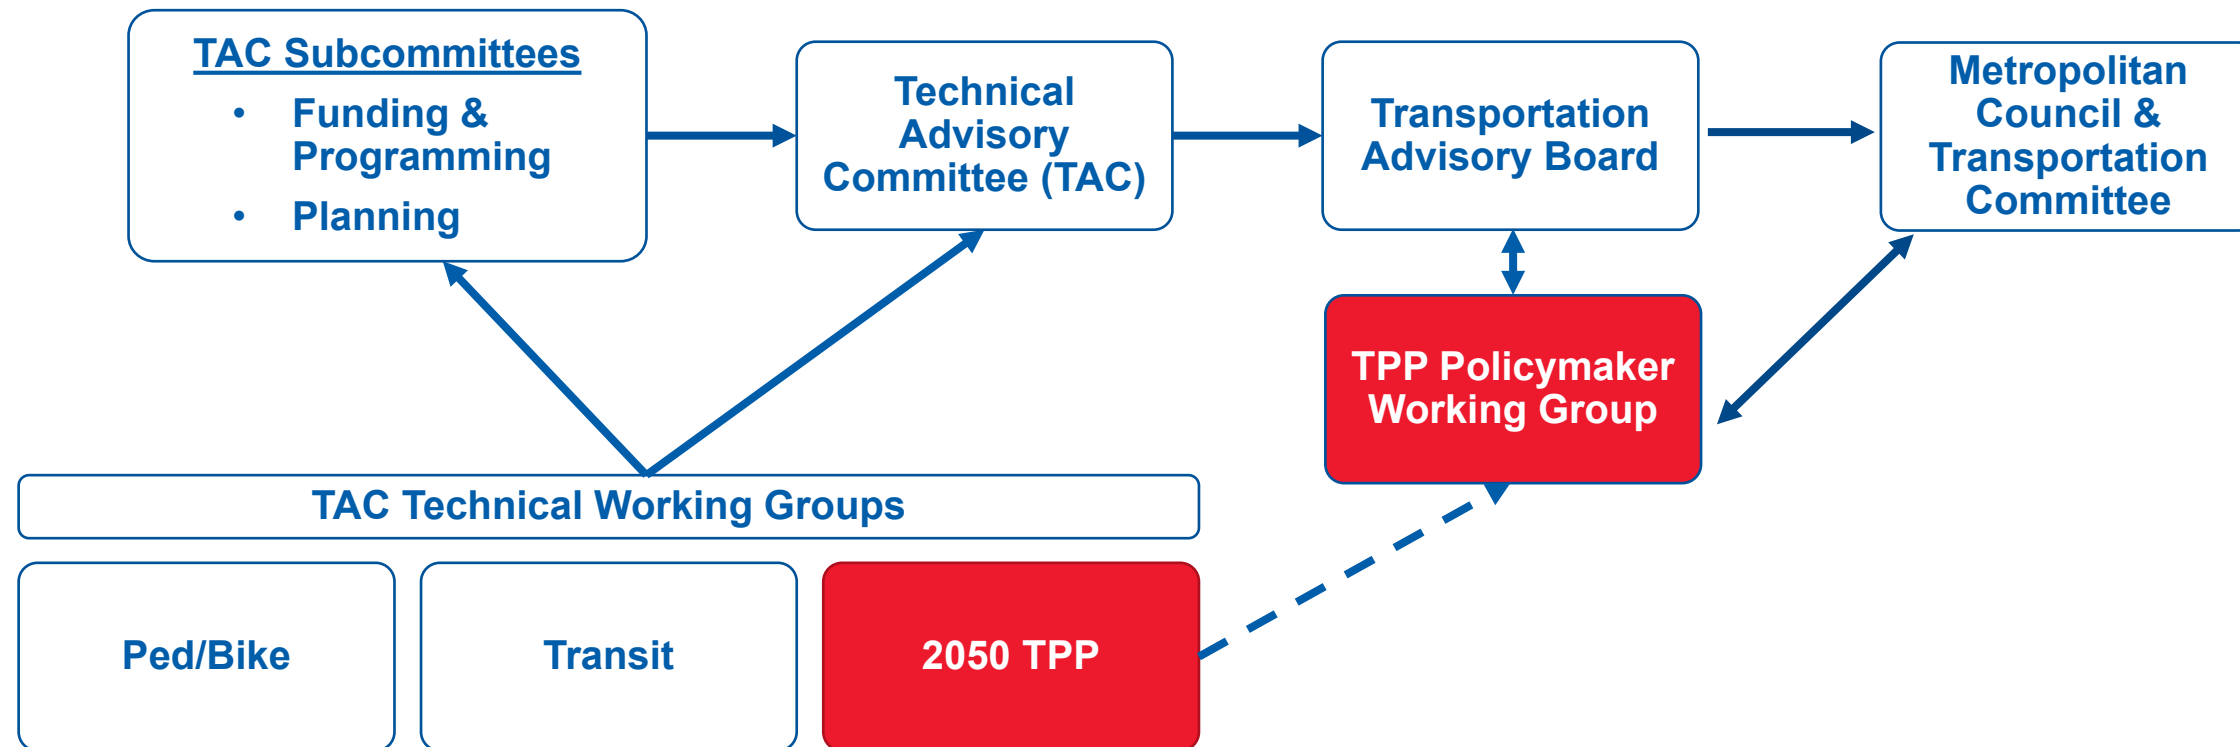 TAC Subcommittees
• Funding &
Programming
• Planning
Technical
Advisory
Committee (TAC)
Transportation
Advisory Board
Metropolitan
Council &
Transportation
Committee
TPP Policymaker
Working Group
TAC Technical Working Groups
Ped/Bike
Transit
2050 TPP